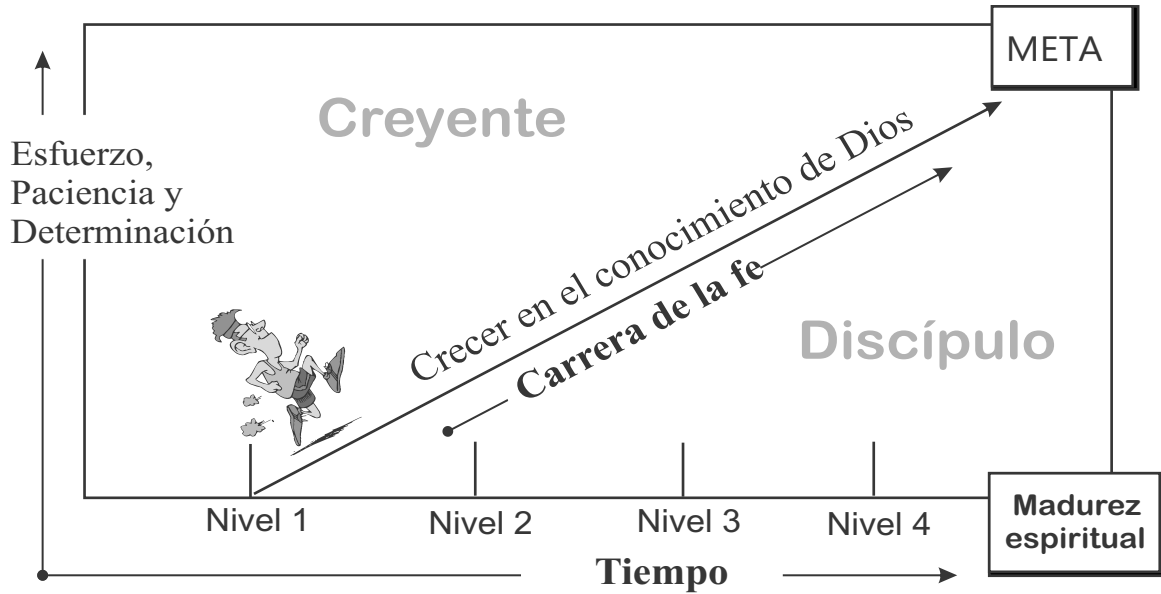 META
Creyente
Esfuerzo,
Paciencia y
Determinación
Crecer en el conocimiento de Dios
Carrera de la fe
Discípulo
Nivel 1
Nivel 2
Nivel 3
Nivel 4
Madurez
espiritual
Tiempo